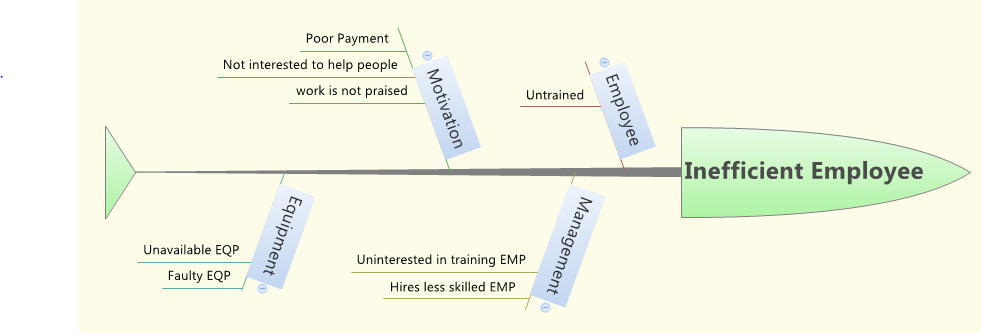 Poor Payment
Not interested to help people
work is not praised
Motivation
Untrained
Employee
Inefficient Employee
Equipment
Unavailable EQP
Faulty EQP
Management
Uninterested in training EMP
Hires less skilled EMP